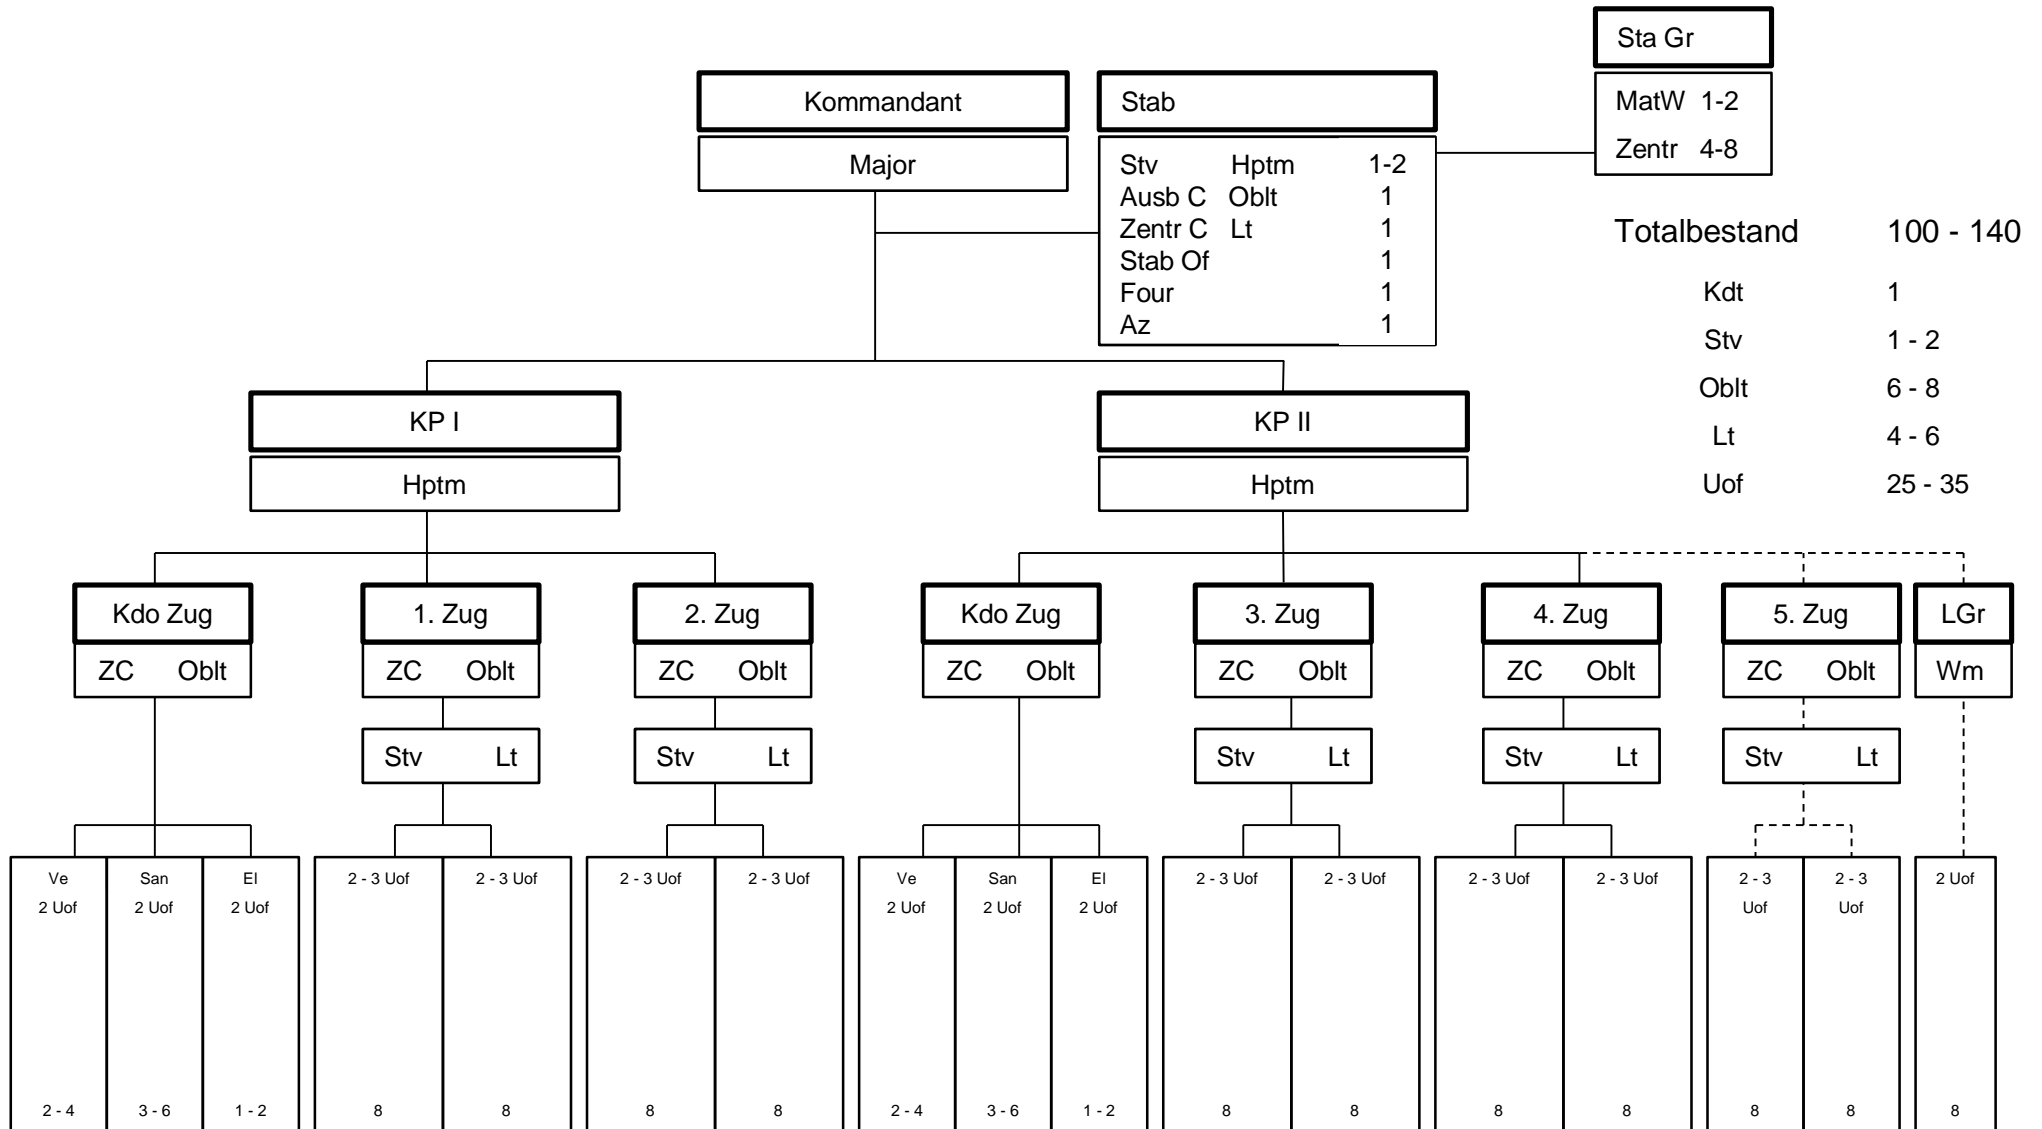 Sta Gr
MatW 1-2
Zentr 4-8
Kommandant
Major
Stab
Stv Hptm 1-2
Ausb C Oblt 1
Zentr C Lt 1
Stab Of 1
Four 1
Az 1
Totalbestand 100 - 140
Kdt 1
Stv 1 - 2
Oblt 6 - 8
Lt 4 - 6
Uof 25 - 35
KP I
Hptm
KP II
Hptm
Kdo Zug
ZC Oblt
1. Zug
ZC Oblt
Stv Lt
2. Zug
ZC Oblt
Stv Lt
Kdo Zug
ZC Oblt
3. Zug
ZC Oblt
Stv Lt
4. Zug
ZC Oblt
Stv Lt
5. Zug
ZC Oblt
Stv Lt
LGr
Wm
Ve
2 Uof
2 - 4
San
2 Uof
3 - 6
El
2 Uof
1 - 2
2 - 3 Uof
8
2 - 3 Uof
8
2 - 3 Uof
8
2 - 3 Uof
8
Ve
2 Uof
2 - 4
San
2 Uof
3 - 6
El
2 Uof
1 - 2
2 - 3 Uof
8
2 - 3 Uof
8
2 - 3 Uof
8
2 - 3 Uof
8
2 - 3
Uof
8
2 - 3
Uof
8
2 Uof
8